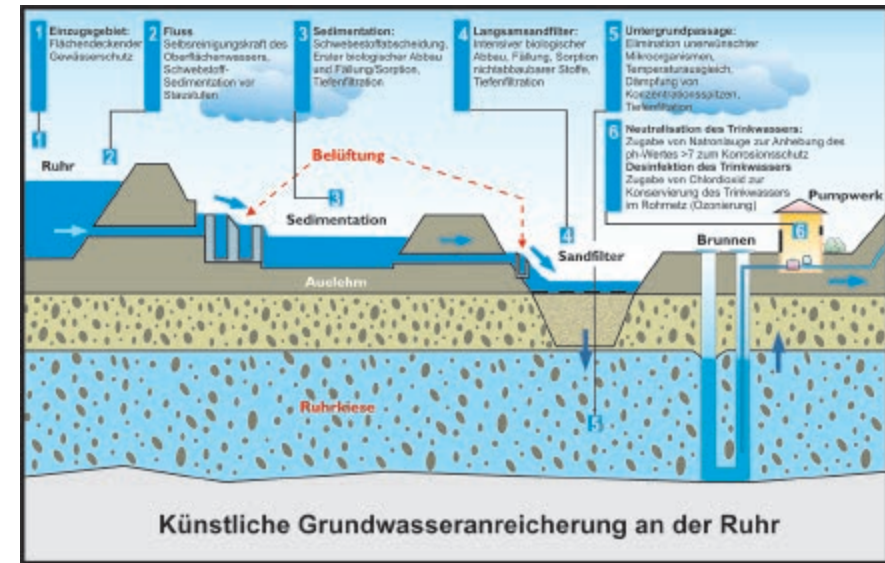 1
Einzugsgebiet:
Flächendeckender
Gewässerschutz
2
Fluss
Selbsreinigungskraft des
Oberflächenwassers,
Schwebstoff-
Sedimentation vor
Staustufen
3
Sedimentation:
Schwebestoffabscheidung,
Erster biologischer Abbau
und Fällung/Sorption,
Tiefenfiltration
4
Langsamsandfilter:
Intensiver biologischer
Abbau, Fällung, Sorption
nichtabbaubarer Stoffe,
Tiefenfiltration
5
Untergrundpassage:
Elimination unerwünschter
Mikroorganismen,
Temperaturausgleich,
Dämpfung von
Konzentrationsspitzen,
Tiefenfiltation
6
Neutralisation des Trinkwassers:
Zugabe von Natronlauge zur Anhebung des
ph-Wertes >7 zum Korrosionsschutz
Desinfektion des Trinkwassers
Zugabe von Chlordioxid zur
Konservierung des Trinkwassers
im Rohrnetz (Ozonierung)
1
2
Ruhr
Belüftung
3
Sedimentation
4
Sandfilter
Brunnen
Pumpwerk
6
Auelehm
Ruhrkiese
5
Künstliche Grundwasseranreicherung an der Ruhr